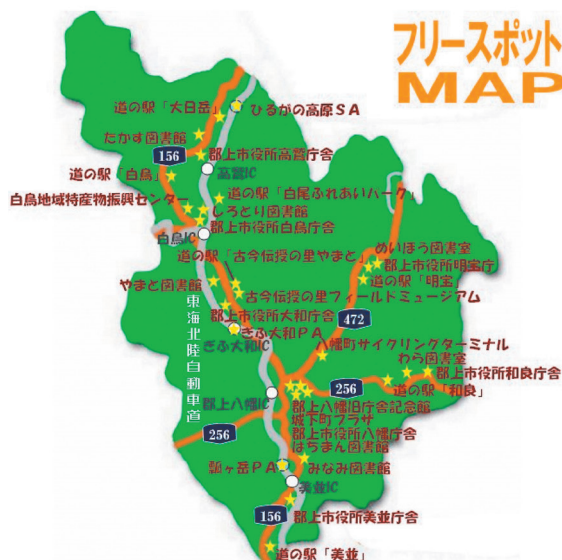 フリースポット
MAP
道の駅「大日岳」
ひるがの高原SA
たかす図書館
郡上市役所高鷲庁舎
156
高鷲IC
道の駅「白鳥」
道の駅「白尾ふれあいパーク」
白鳥地域特産物振興センター
しろとり図書館
郡上市役所白鳥庁舎
白鳥IC
道の駅「古今伝授の里やまと」
めいほう図書室
郡上市役所明宝庁
道の駅「明宝
やまと図書館
古今伝授の里フィールドミュージアム
郡上市役所大和庁舎
472
ぎふ大和PA
ぎふ大和IC
東海北陸自動車道
八幡町サイクリングターミナル
わら図書室
郡上市役所和良庁舎
256
道の駅「和良」
郡上八幡IC
郡上八幡旧庁舎記念館
城下町プラザ
256
郡上市役所八幡庁舎
はちまん図書館
瓢ヶ岳PA
みなみ図書館
美並IC
156
郡上市役所美並庁舎
道の駅「美並」